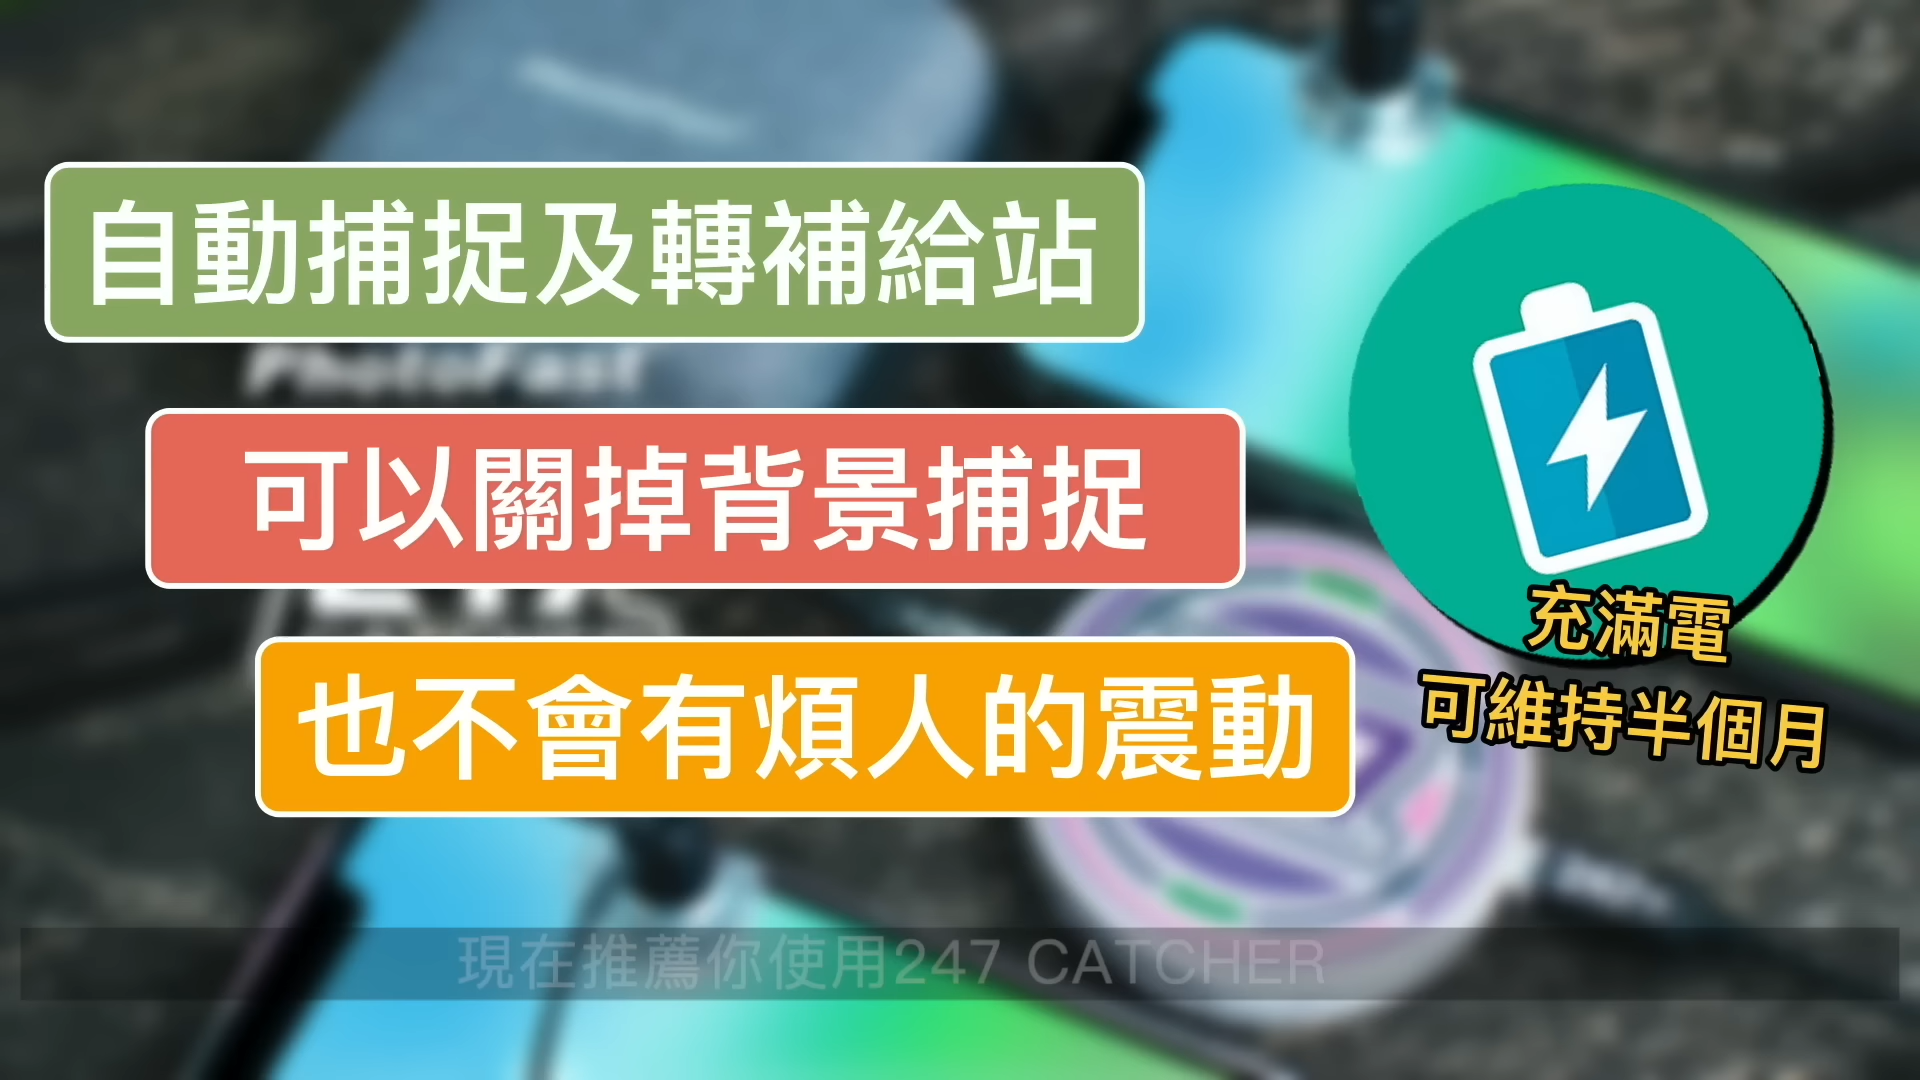 自動捕捉及轉補給站
PhotoFast
可以關掉背景捕捉
也不會有煩人的震動
充滿電
可維持半個月
現在推薦你使用247 CATCHER